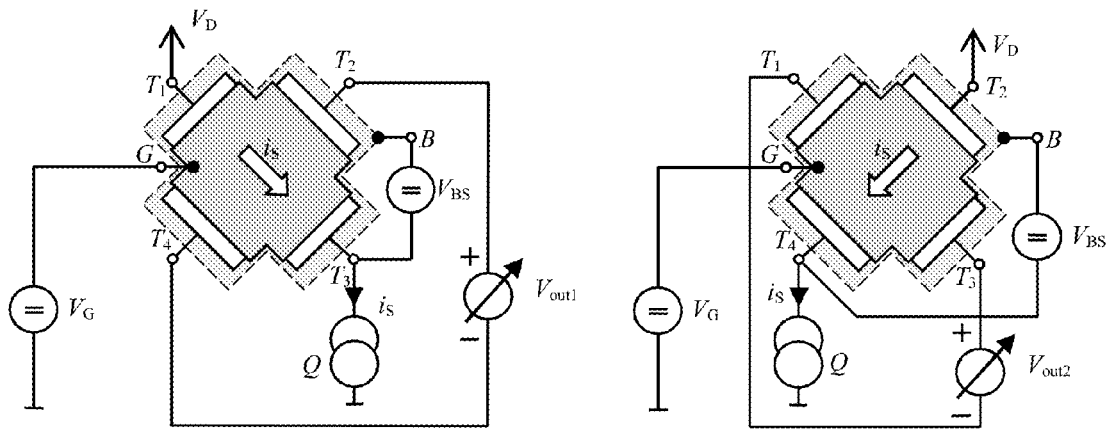 V_D
T_1
T_2
G
i_S
B
=
V_BS
T_4
T_3
+
=
V_G
i_S
V_out1
−
Q
V_D
T_1
T_2
G
i_S
B
T_4
T_3
=
V_BS
=
V_G
i_S
+
Q
V_out2
−